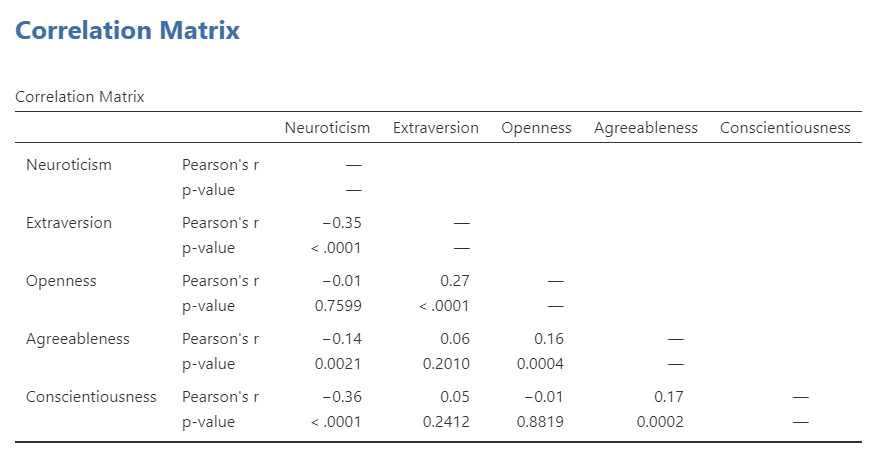 Correlation Matrix
Correlation Matrix
Neuroticism Extraversion Openness Agreeableness Conscientiousness
Neuroticism Pearson's r —
p-value —
Extraversion Pearson's r −0.35 —
p-value < .0001 —
Openness Pearson's r −0.01 0.27 —
p-value 0.7599 < .0001 —
Agreeableness Pearson's r −0.14 0.06 0.16 —
p-value 0.0021 0.2010 0.0004 —
Conscientiousness Pearson's r −0.36 0.05 −0.01 0.17 —
p-value < .0001 0.2412 0.8819 0.0002 —